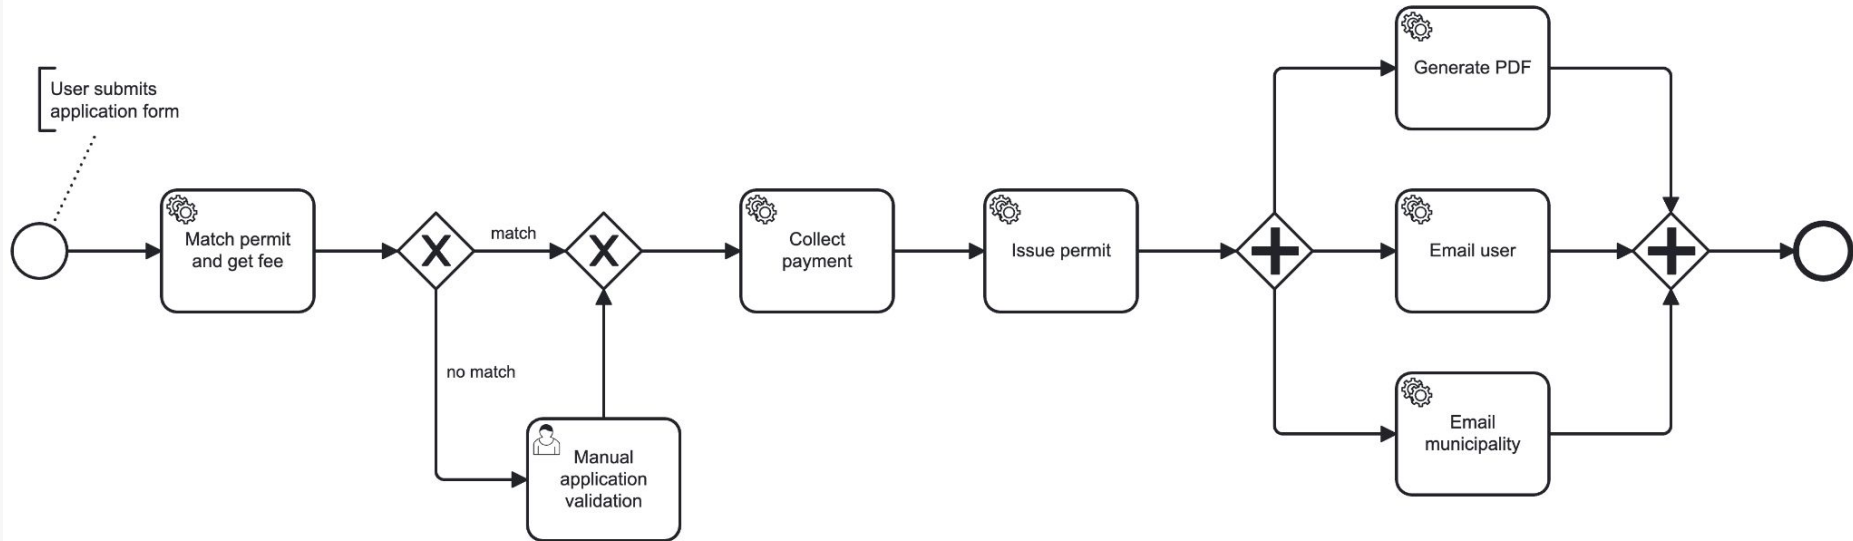 User submits
application form
Match permit
and get fee
match
no match
Manual
application
validation
Collect
payment
Issue permit
Generate PDF
Email user
Email
municipality